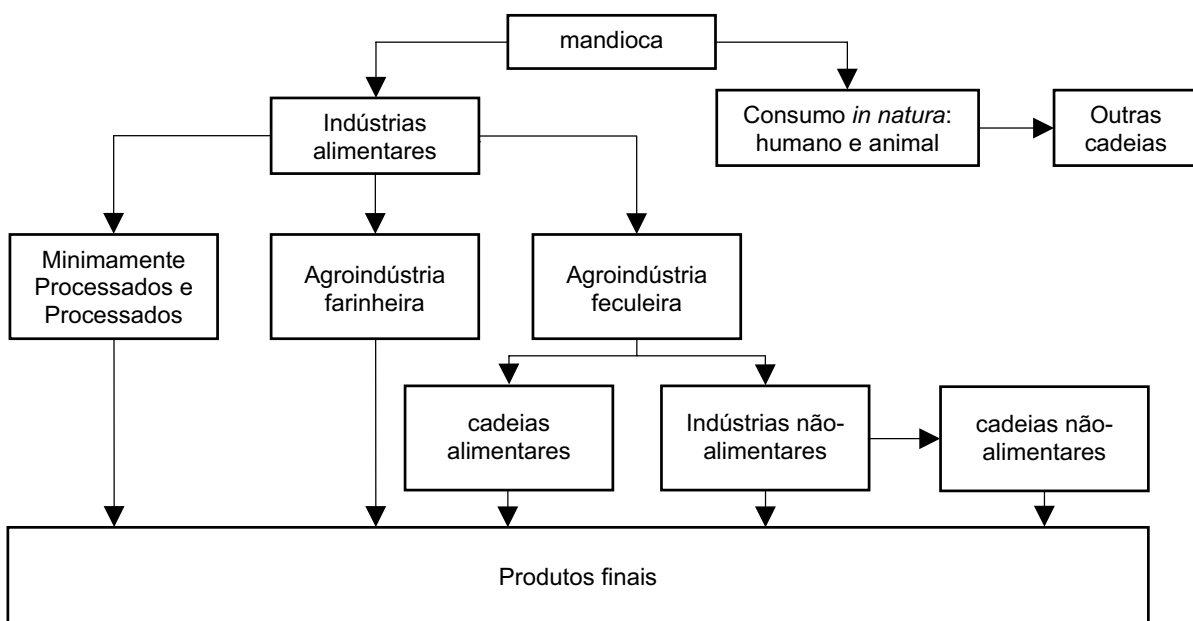 mandioca
Indústrias
alimentares
Consumo in natura:
humano e animal
Outras
cadeias
Minimamente
Processados e
Processados
Agroindústria
farinheira
Agroindústria
feculeira
cadeias
alimentares
Indústrias não-
alimentares
cadeias não-
alimentares
Produtos finais